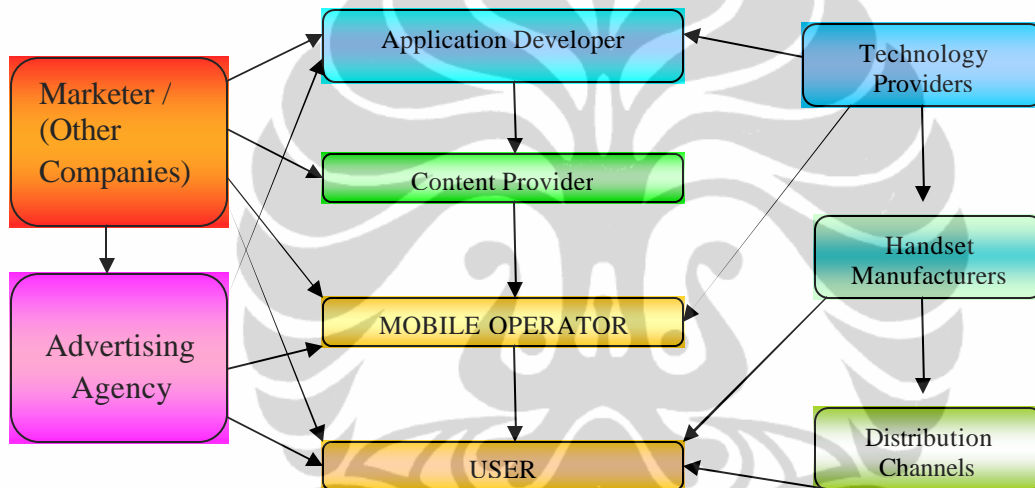 Application Developer
Technology
Providers
Marketer /
(Other
Companies)
Content Provider
Handset
Manufacturers
MOBILE OPERATOR
Advertising
Agency
Distribution
Channels
USER